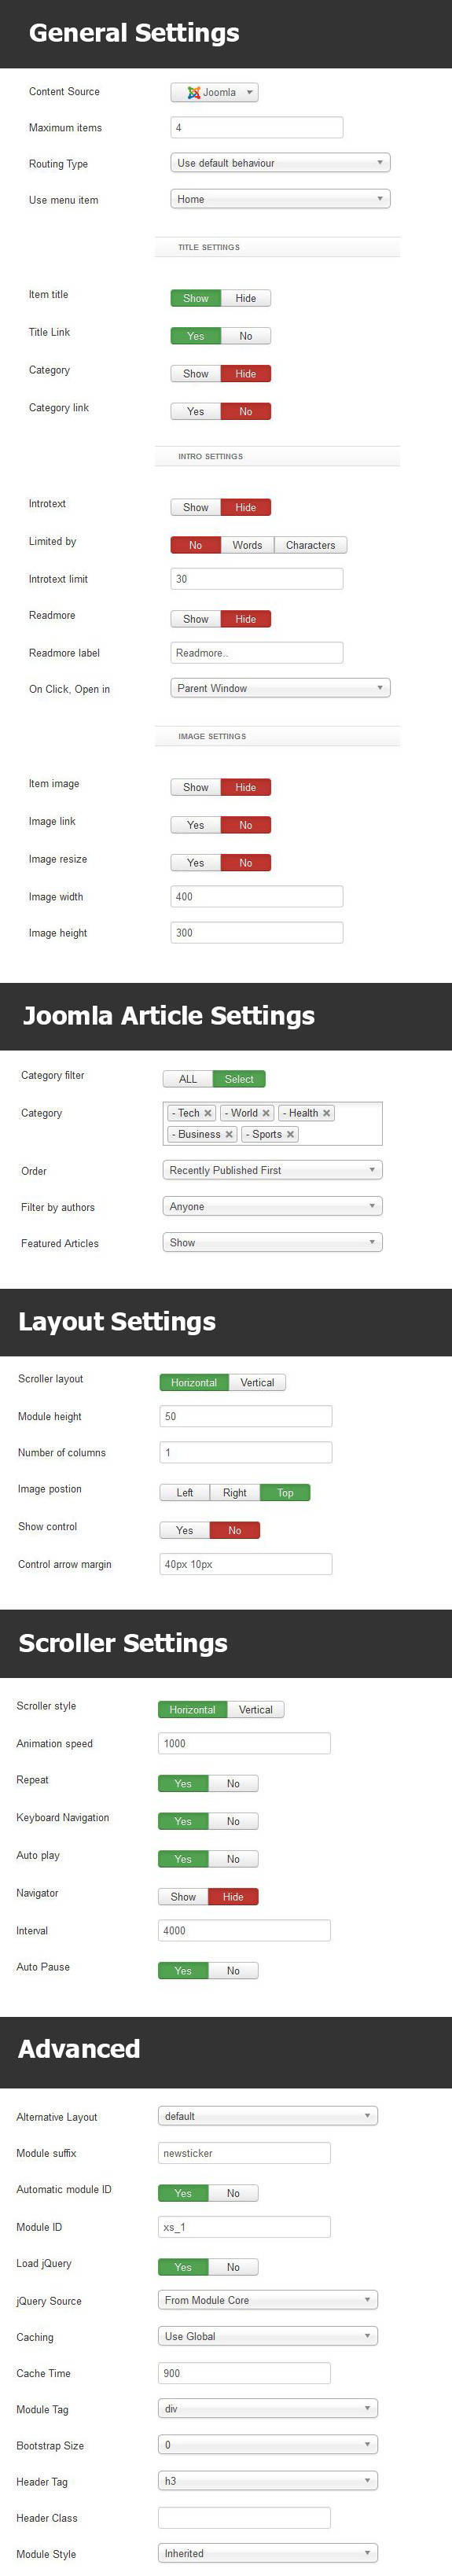 General Settings
Content Source Joomla
Maximum items 4
Routing Type Use default behaviour
Use menu item Home
TITLE SETTINGS
Item title Show Hide
Title Link Yes No
Category Show Hide
Category link Yes No
INTRO SETTINGS
Introtext Show Hide
Limited by No Words Characters
Introtext limit 30
Readmore Show Hide
Readmore label Readmore..
On Click, Open in Parent Window
IMAGE SETTINGS
Item image Show Hide
Image link Yes No
Image resize Yes No
Image width 400
Image height 300
Joomla Article Settings
Category filter ALL Select
Category - Tech - World - Health
- Business - Sports
Order Recently Published First
Filter by authors Anyone
Featured Articles Show
Layout Settings
Scroller layout Horizontal Vertical
Module height 50
Number of columns 1
Image postion Left Right Top
Show control Yes No
Control arrow margin 40px 10px
Scroller Settings
Scroller style Horizontal Vertical
Animation speed 1000
Repeat Yes No
Keyboard Navigation Yes No
Auto play Yes No
Navigator Show Hide
Interval 4000
Auto Pause Yes No
Advanced
Alternative Layout default
Module suffix newsticker
Automatic module ID Yes No
Module ID xs_1
Load jQuery Yes No
jQuery Source From Module Core
Caching Use Global
Cache Time 900
Module Tag div
Bootstrap Size 0
Header Tag h3
Header Class
Module Style Inherited